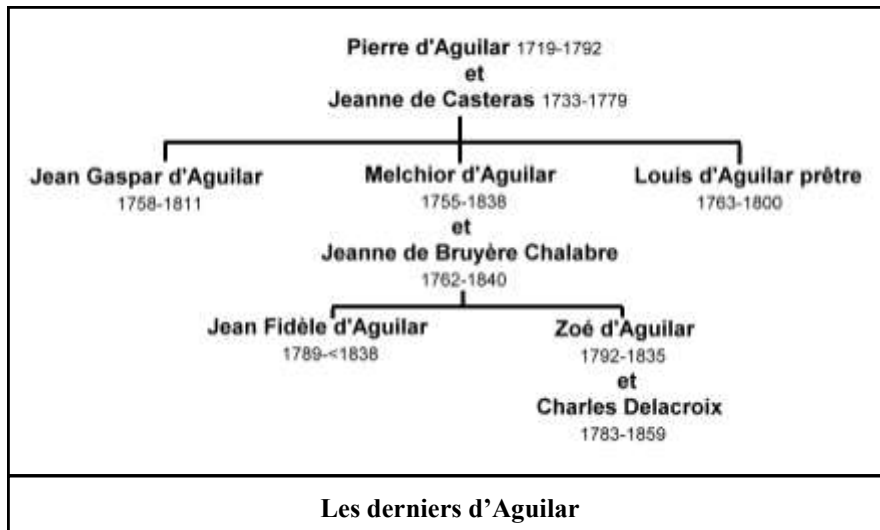 Pierre d'Aguilar 1719-1792
et
Jeanne de Casteras 1733-1779
Jean Gaspar d'Aguilar
1758-1811
Melchior d'Aguilar
1755-1838
et
Jeanne de Bruyère Chalabre
1762-1840
Louis d'Aguilar prêtre
1763-1800
Jean Fidèle d'Aguilar
1789-<1838
Zoé d'Aguilar
1792-1835
et
Charles Delacroix
1783-1859
Les derniers d’Aguilar